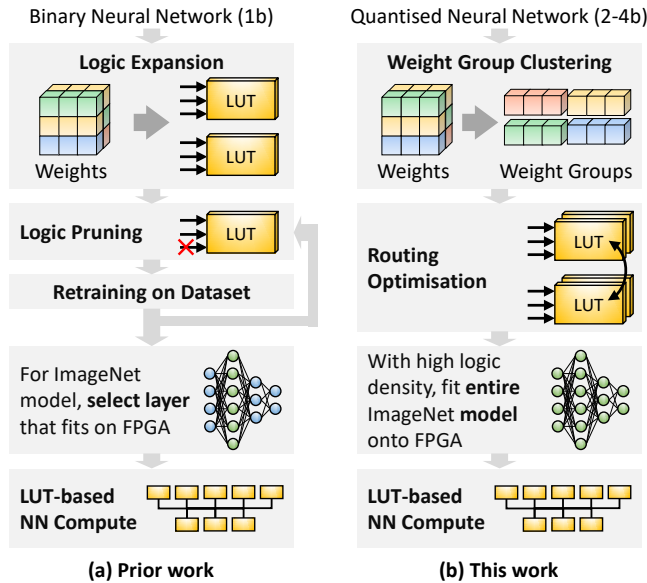 Binary Neural Network (1b)
Logic Expansion
LUT
LUT
Weights
Logic Pruning
LUT
Retraining on Dataset
For ImageNet
model, select layer
that fits on FPGA
LUT-based
NN Compute
(a) Prior work
Quantised Neural Network (2-4b)
Weight Group Clustering
Weights
Weight Groups
Routing
Optimisation
LUT
LUT
With high logic
density, fit entire
ImageNet model
onto FPGA
LUT-based
NN Compute
(b) This work